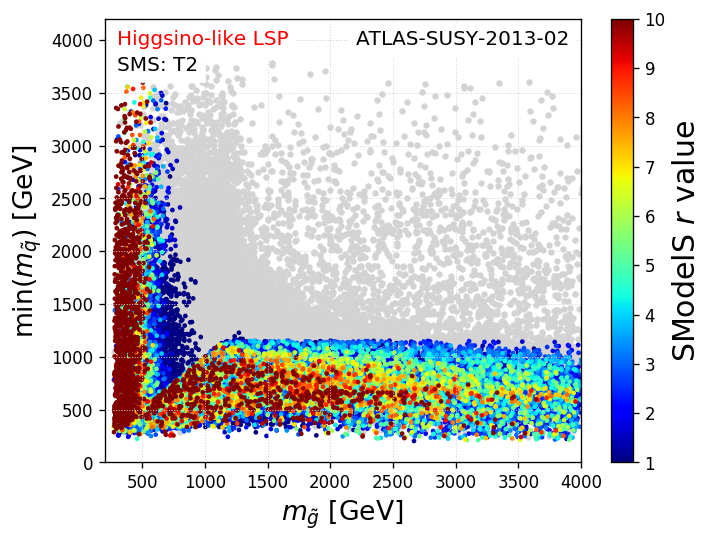 Higgsino-like LSP
ATLAS-SUSY-2013-02
SMS: T2
4000
3500
3000
2500
2000
1500
1000
500
0
min(m_q̃) [GeV]
500 1000 1500 2000 2500 3000 3500 4000
m_g̃ [GeV]
10
9
8
7
6
5
4
3
2
1
SModelS r value